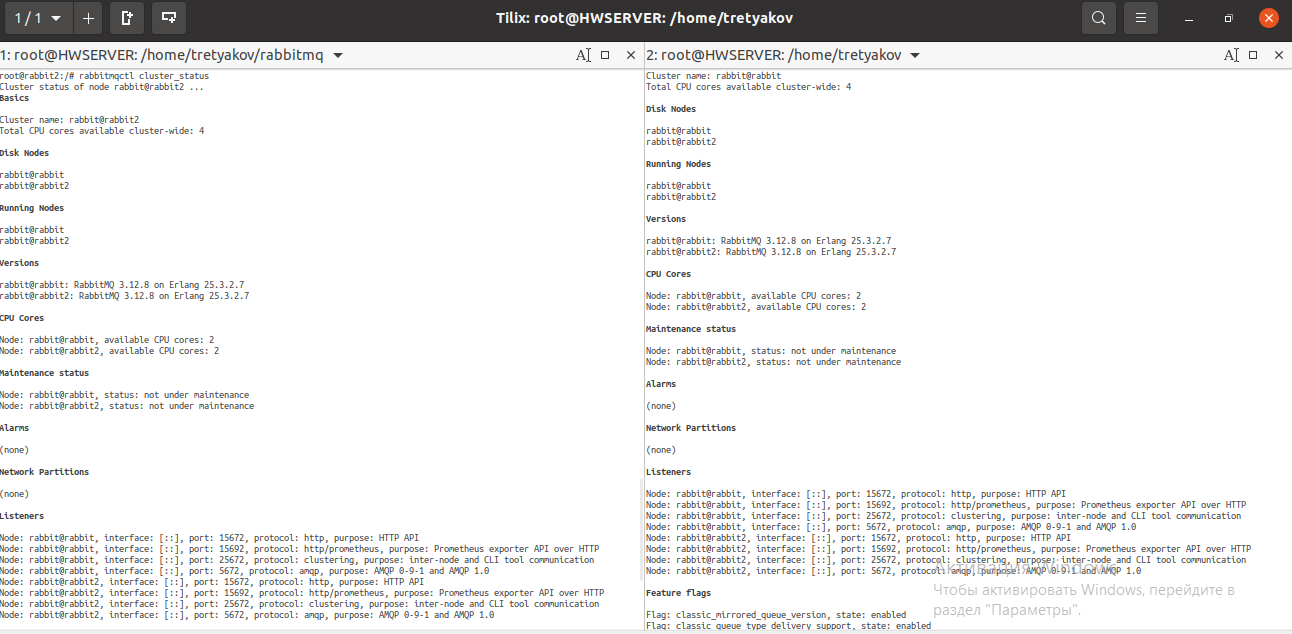 1 / 1
Tilix: root@HWSERVER: /home/tretyakov
1: root@HWSERVER: /home/tretyakov/rabbitmq
root@rabbit2:/# rabbitmqctl cluster_status
Cluster status of node rabbit@rabbit2 ...
Basics
Cluster name: rabbit@rabbit2
Total CPU cores available cluster-wide: 4
Disk Nodes
rabbit@rabbit
rabbit@rabbit2
Running Nodes
rabbit@rabbit
rabbit@rabbit2
Versions
rabbit@rabbit: RabbitMQ 3.12.8 on Erlang 25.3.2.7
rabbit@rabbit2: RabbitMQ 3.12.8 on Erlang 25.3.2.7
CPU Cores
Node: rabbit@rabbit, available CPU cores: 2
Node: rabbit@rabbit2, available CPU cores: 2
Maintenance status
Node: rabbit@rabbit, status: not under maintenance
Node: rabbit@rabbit2, status: not under maintenance
Alarms
(none)
Network Partitions
(none)
Listeners
Node: rabbit@rabbit, interface: [::], port: 15672, protocol: http, purpose: HTTP API
Node: rabbit@rabbit, interface: [::], port: 15692, protocol: http/prometheus, purpose: Prometheus exporter API over HTTP
Node: rabbit@rabbit, interface: [::], port: 25672, protocol: clustering, purpose: inter-node and CLI tool communication
Node: rabbit@rabbit, interface: [::], port: 5672, protocol: amqp, purpose: AMQP 0-9-1 and AMQP 1.0
Node: rabbit@rabbit2, interface: [::], port: 15672, protocol: http, purpose: HTTP API
Node: rabbit@rabbit2, interface: [::], port: 15692, protocol: http/prometheus, purpose: Prometheus exporter API over HTTP
Node: rabbit@rabbit2, interface: [::], port: 25672, protocol: clustering, purpose: inter-node and CLI tool communication
Node: rabbit@rabbit2, interface: [::], port: 5672, protocol: amqp, purpose: AMQP 0-9-1 and AMQP 1.0
2: root@HWSERVER: /home/tretyakov
Cluster name: rabbit@rabbit
Total CPU cores available cluster-wide: 4
Disk Nodes
rabbit@rabbit
rabbit@rabbit2
Running Nodes
rabbit@rabbit
rabbit@rabbit2
Versions
rabbit@rabbit: RabbitMQ 3.12.8 on Erlang 25.3.2.7
rabbit@rabbit2: RabbitMQ 3.12.8 on Erlang 25.3.2.7
CPU Cores
Node: rabbit@rabbit, available CPU cores: 2
Node: rabbit@rabbit2, available CPU cores: 2
Maintenance status
Node: rabbit@rabbit, status: not under maintenance
Node: rabbit@rabbit2, status: not under maintenance
Alarms
(none)
Network Partitions
(none)
Listeners
Node: rabbit@rabbit, interface: [::], port: 15672, protocol: http, purpose: HTTP API
Node: rabbit@rabbit, interface: [::], port: 15692, protocol: http/prometheus, purpose: Prometheus exporter API over HTTP
Node: rabbit@rabbit, interface: [::], port: 25672, protocol: clustering, purpose: inter-node and CLI tool communication
Node: rabbit@rabbit, interface: [::], port: 5672, protocol: amqp, purpose: AMQP 0-9-1 and AMQP 1.0
Node: rabbit@rabbit2, interface: [::], port: 15672, protocol: http, purpose: HTTP API
Node: rabbit@rabbit2, interface: [::], port: 15692, protocol: http/prometheus, purpose: Prometheus exporter API over HTTP
Node: rabbit@rabbit2, interface: [::], port: 25672, protocol: clustering, purpose: inter-node and CLI tool communication
Node: rabbit@rabbit2, interface: [::], port: 5672, protocol: amqp, purpose: AMQP 0-9-1 and AMQP 1.0
Feature flags
Flag: classic_mirrored_queue_version, state: enabled
Flag: classic_queue_type_delivery_support, state: enabled
Активация Windows
Чтобы активировать Windows, перейдите в
раздел "Параметры".